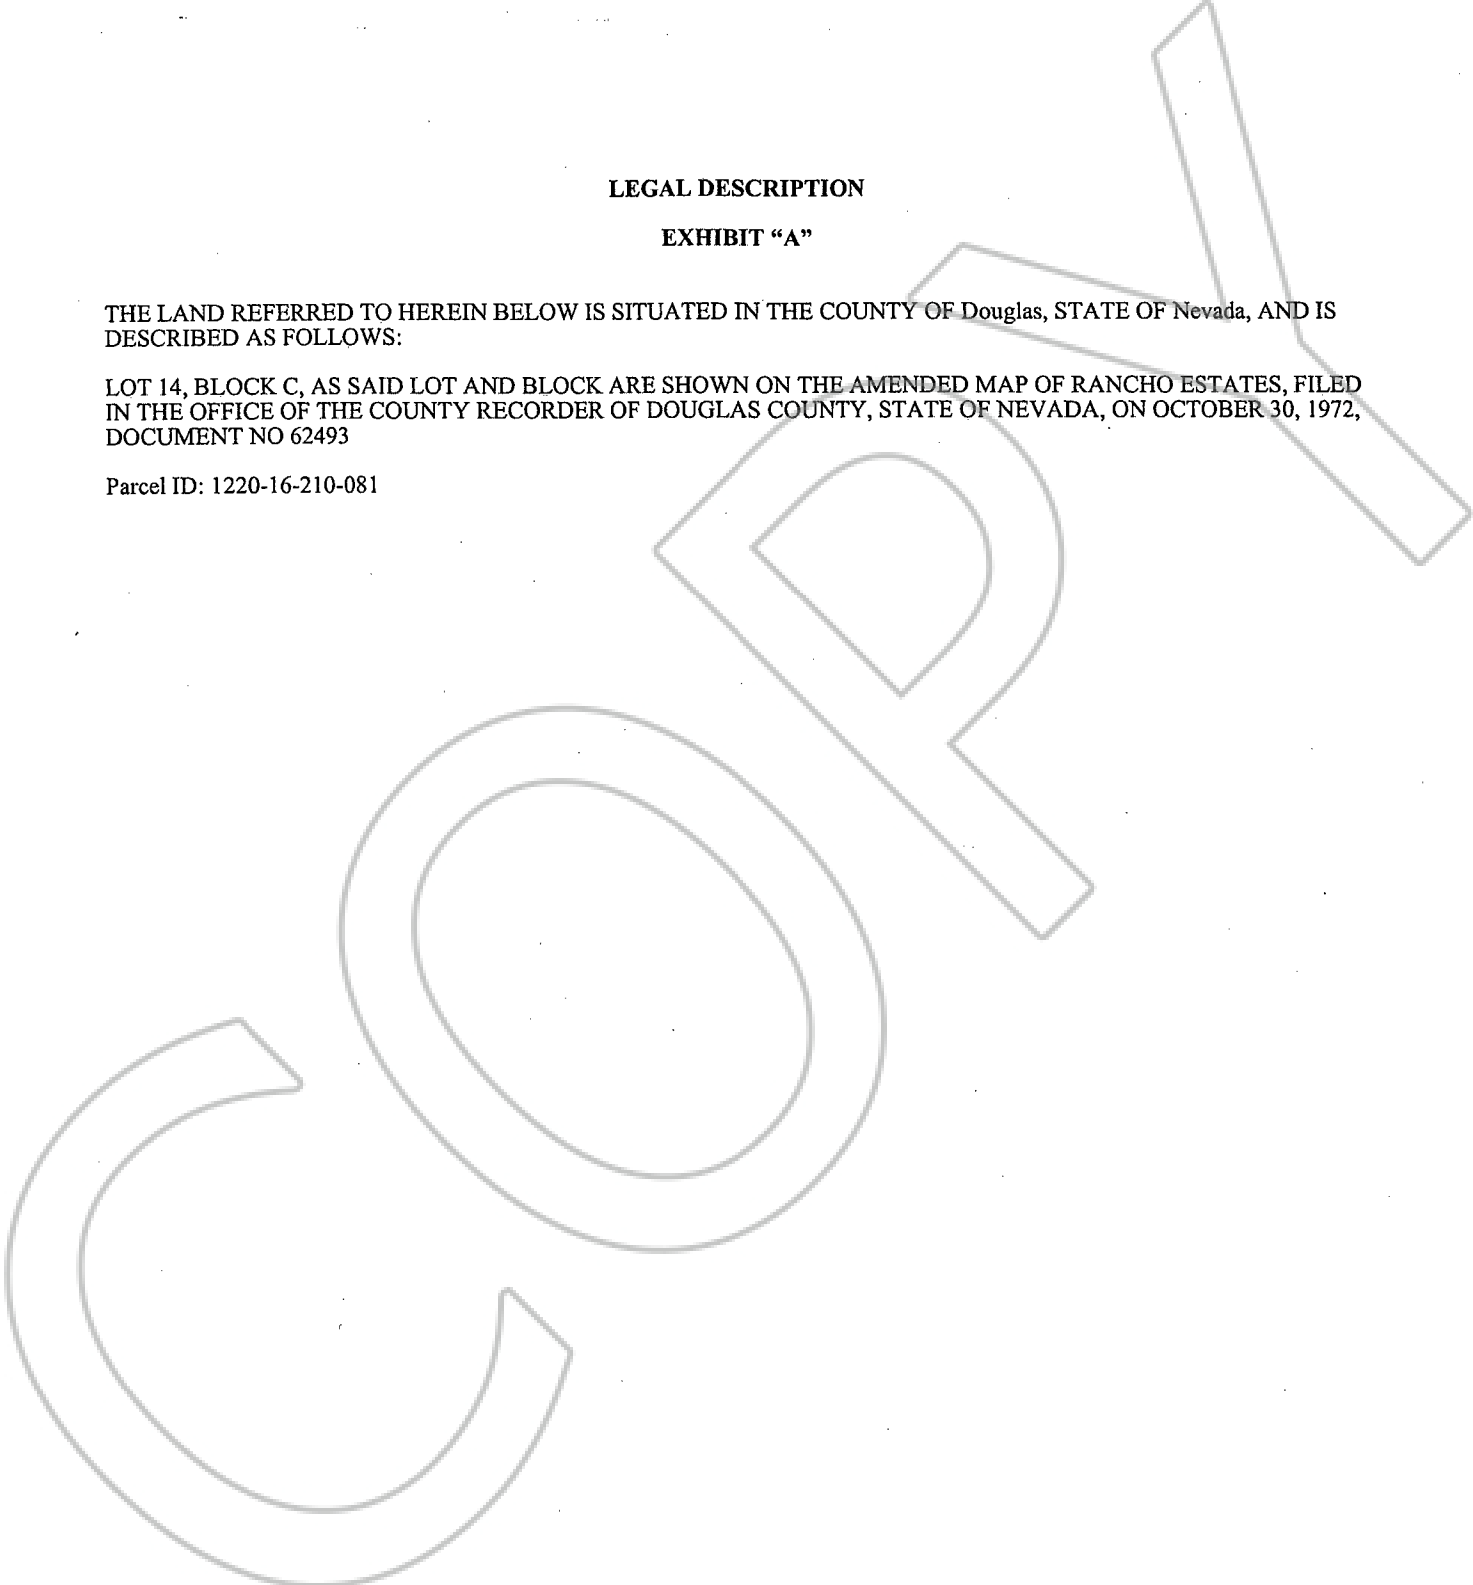 LEGAL DESCRIPTION
EXHIBIT “A”
THE LAND REFERRED TO HEREIN BELOW IS SITUATED IN THE COUNTY OF Douglas, STATE OF Nevada, AND IS
DESCRIBED AS FOLLOWS:
LOT 14, BLOCK C, AS SAID LOT AND BLOCK ARE SHOWN ON THE AMENDED MAP OF RANCHO ESTATES, FILED
IN THE OFFICE OF THE COUNTY RECORDER OF DOUGLAS COUNTY, STATE OF NEVADA, ON OCTOBER 30, 1972,
DOCUMENT NO 62493
Parcel ID: 1220-16-210-081
COPY